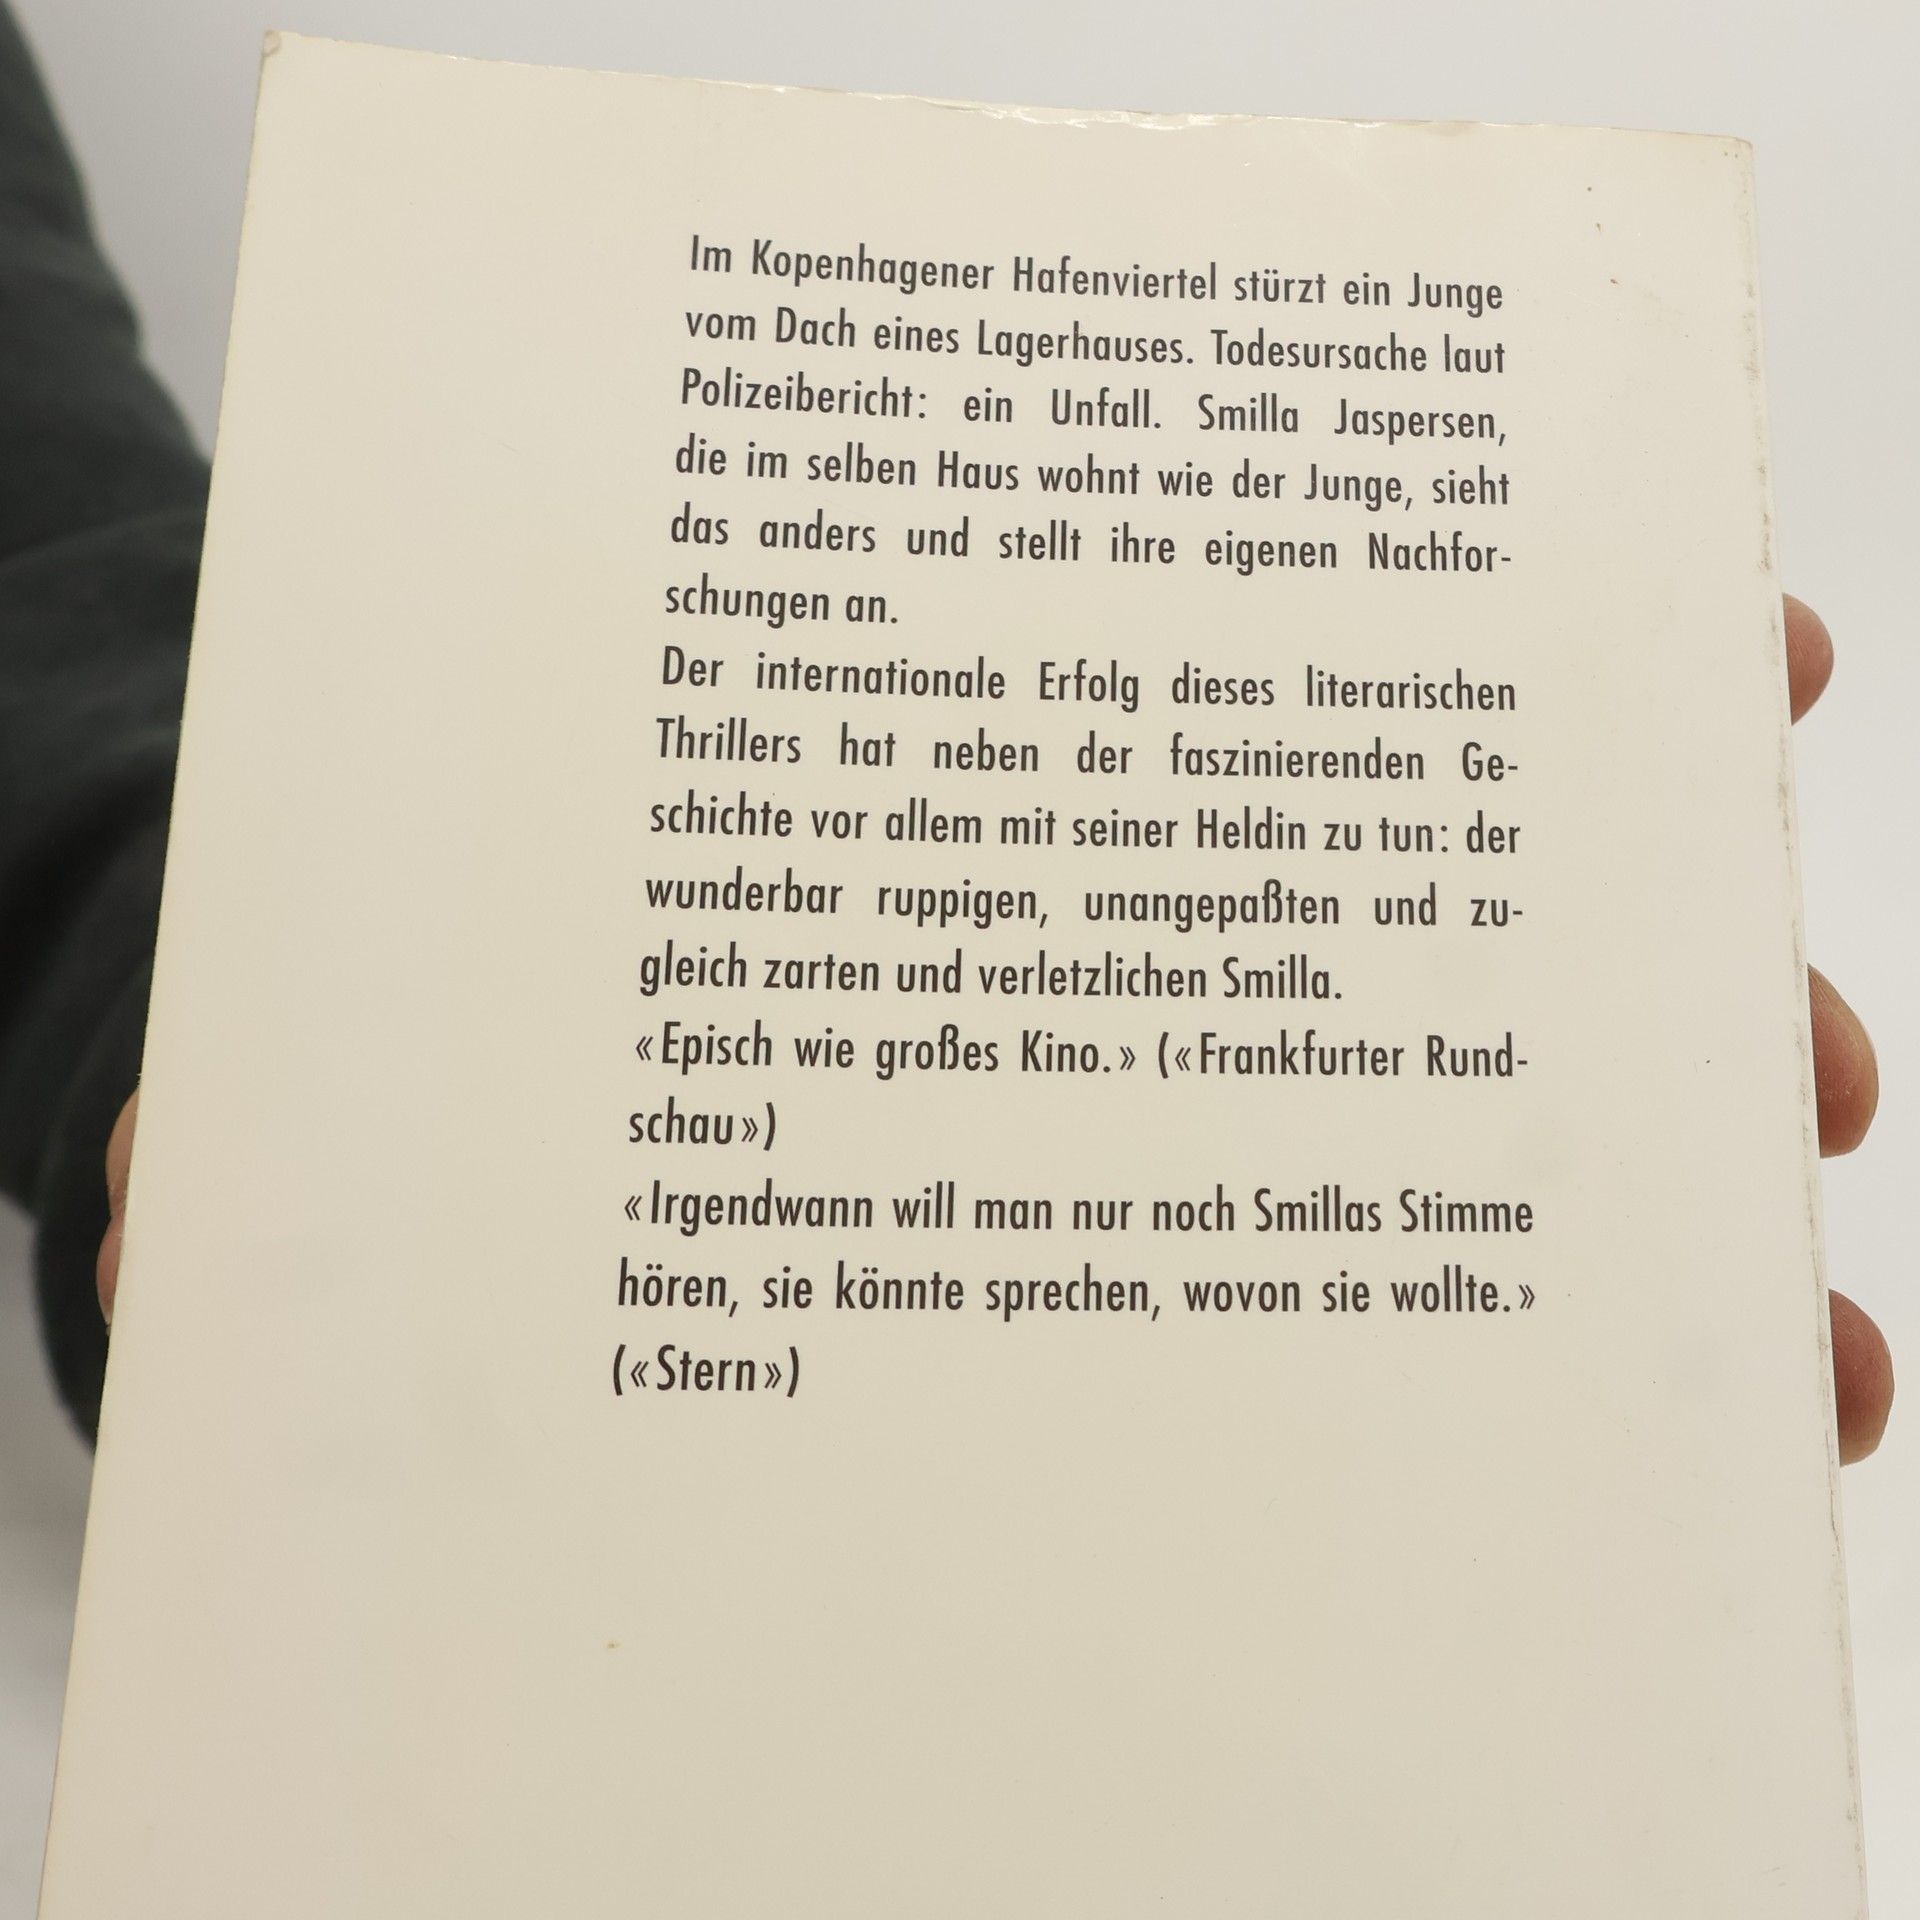 Im Kopenhagener Hafenviertel stürzt ein Junge
vom Dach eines Lagerhauses. Todesursache laut
Polizeibericht: ein Unfall. Smilla Jaspersen,
die im selben Haus wohnt wie der Junge, sieht
das anders und stellt ihre eigenen Nachfor-
schungen an.
Der internationale Erfolg dieses literarischen
Thrillers hat neben der faszinierenden Ge-
schichte vor allem mit seiner Heldin zu tun: der
wunderbar ruppigen, unangepaßten und zu-
gleich zarten und verletzlichen Smilla.
«Episch wie großes Kino.» («Frankfurter Rund-
schau»)
«Irgendwann will man nur noch Smillas Stimme
hören, sie könnte sprechen, wovon sie wollte.»
(«Stern»)